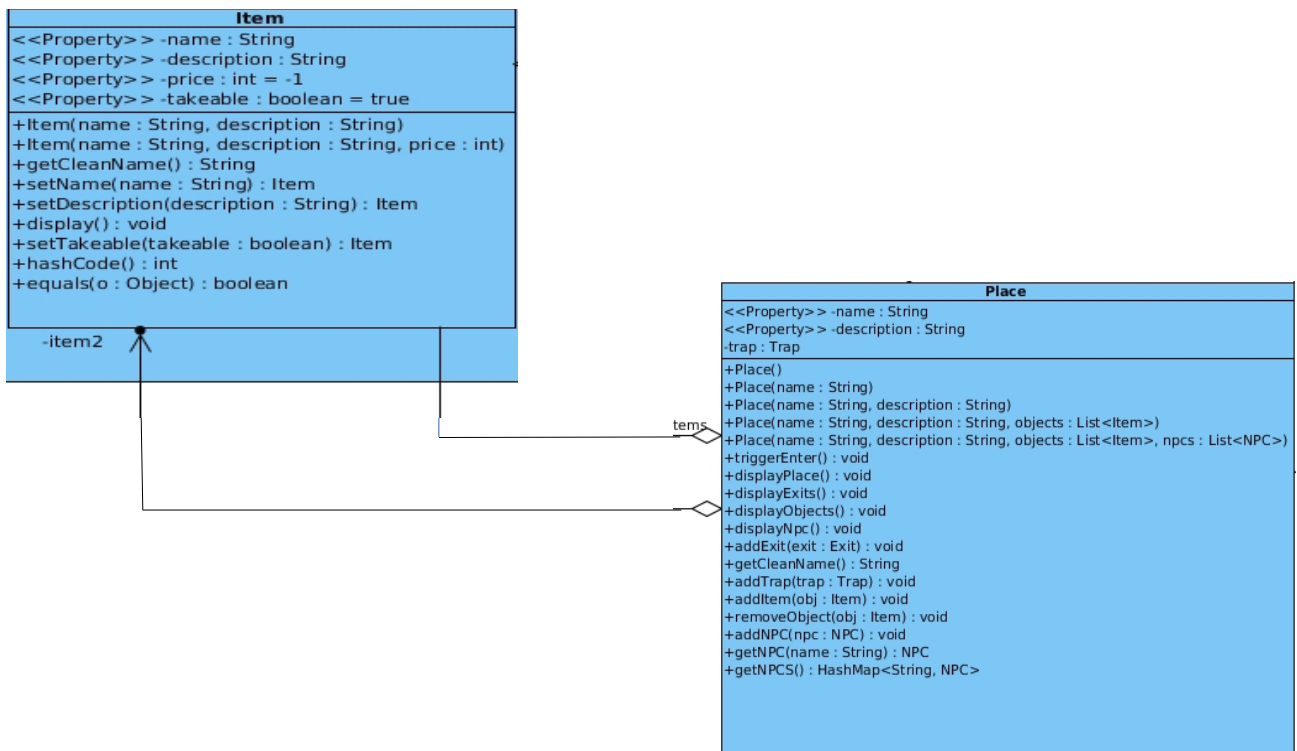 Item
<<Property>> -name : String
<<Property>> -description : String
<<Property>> -price : int = -1
<<Property>> -takeable : boolean = true
+Item(name : String, description : String)
+Item(name : String, description : String, price : int)
+getCleanName() : String
+setName(name : String) : Item
+setDescription(description : String) : Item
+display() : void
+setTakeable(takeable : boolean) : Item
+hashCode() : int
+equals(o : Object) : boolean
-item2
tems
Place
<<Property>> -name : String
<<Property>> -description : String
-trap : Trap
+Place()
+Place(name : String)
+Place(name : String, description : String)
+Place(name : String, description : String, objects : List<Item>)
+Place(name : String, description : String, objects : List<Item>, npcs : List<NPC>)
+triggerEnter() : void
+displayPlace() : void
+displayExits() : void
+displayObjects() : void
+displayNpc() : void
+addExit(exit : Exit) : void
+getCleanName() : String
+addTrap(trap : Trap) : void
+addItem(obj : Item) : void
+removeObject(obj : Item) : void
+addNPC(npc : NPC) : void
+getNPC(name : String) : NPC
+getNPCS() : HashMap<String, NPC>